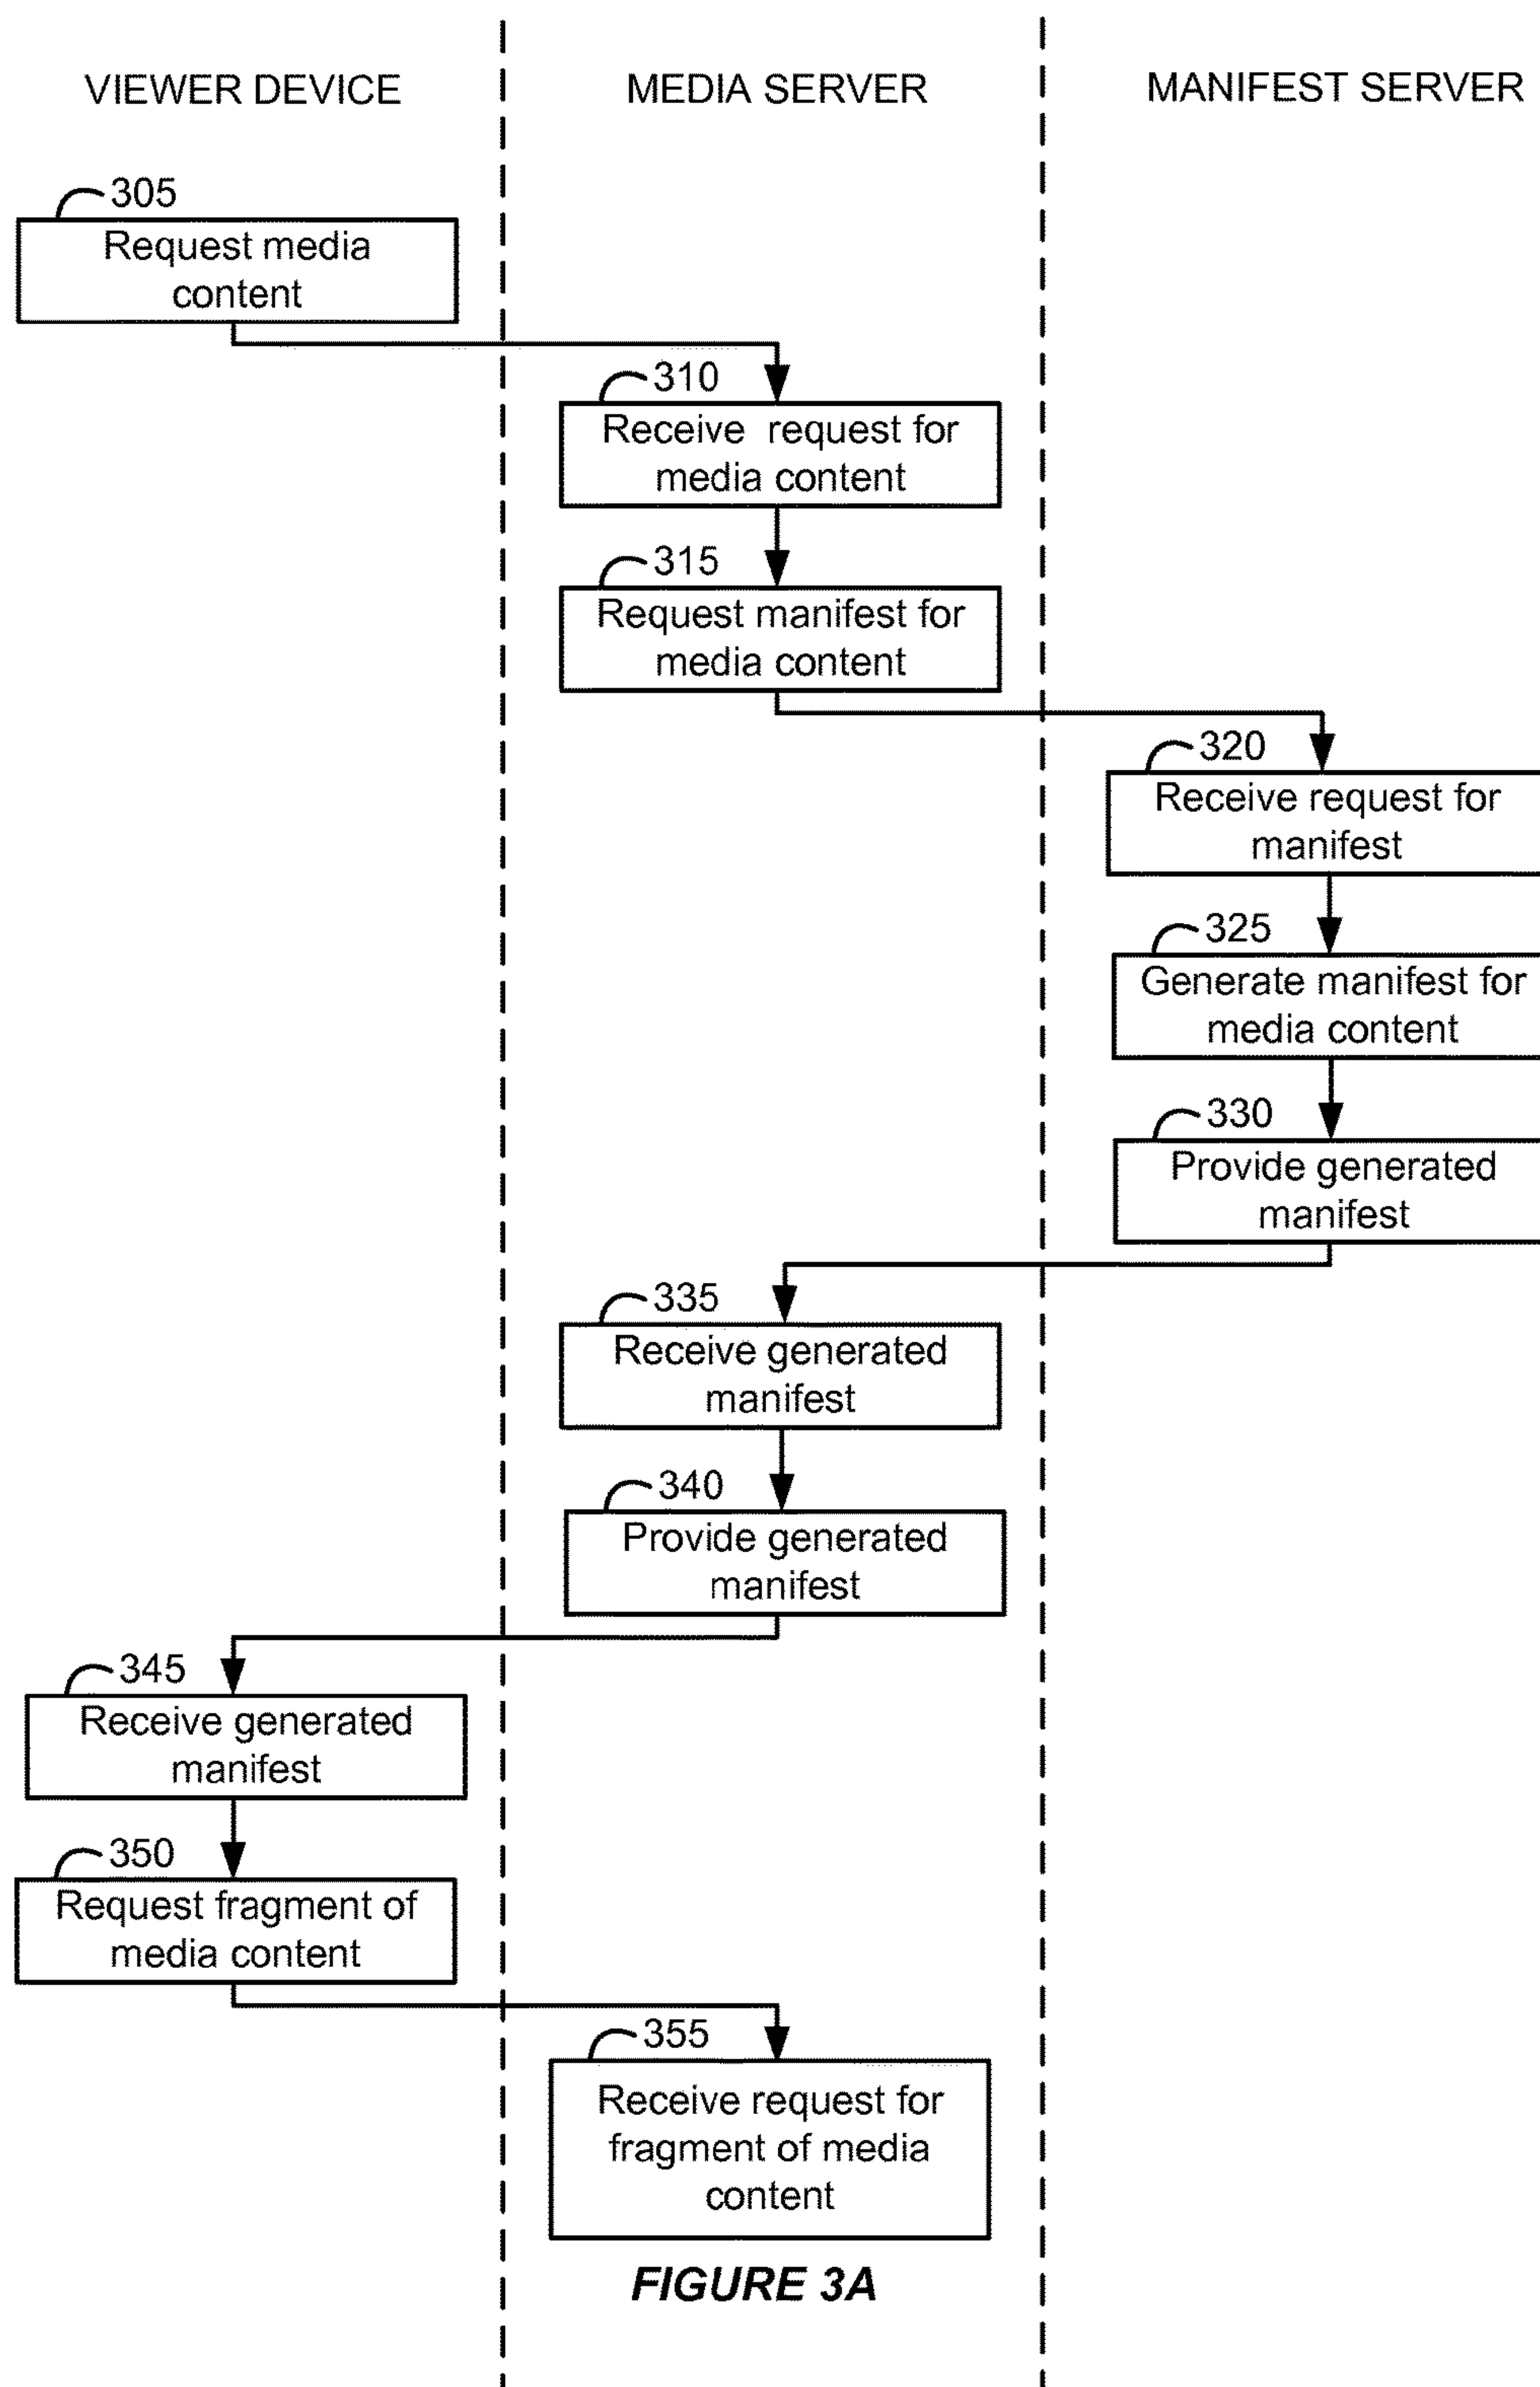 VIEWER DEVICE
MEDIA SERVER
MANIFEST SERVER
305
Request media
content
310
Receive request for
media content
315
Request manifest for
media content
320
Receive request for
manifest
325
Generate manifest for
media content
330
Provide generated
manifest
335
Receive generated
manifest
340
Provide generated
manifest
345
Receive generated
manifest
350
Request fragment of
media content
355
Receive request for
fragment of media
content
FIGURE 3A